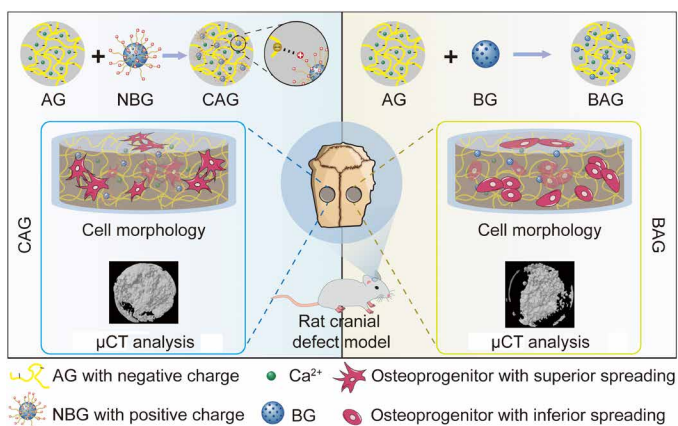 AG + NBG CAG
AG + BG BAG
CAG
Cell morphology
µCT analysis
Rat cranial
defect model
Cell morphology
µCT analysis
BAG
AG with negative charge
Ca²⁺
Osteoprogenitor with superior spreading
NBG with positive charge
BG
Osteoprogenitor with inferior spreading